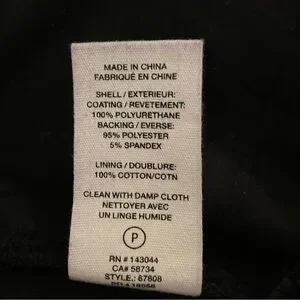 MADE IN CHINA
FABRIQUÉ EN CHINE
SHELL / EXTERIEUR:
COATING / REVETEMENT:
100% POLYURETHANE
BACKING / EVERSE:
95% POLYESTER
5% SPANDEX
LINING / DOUBLURE:
100% COTTON/COTN
CLEAN WITH DAMP CLOTH
NETTOYER AVEC
UN LINGE HUMIDE
P
RN # 143044
CA# 58734
STYLE.: 87808